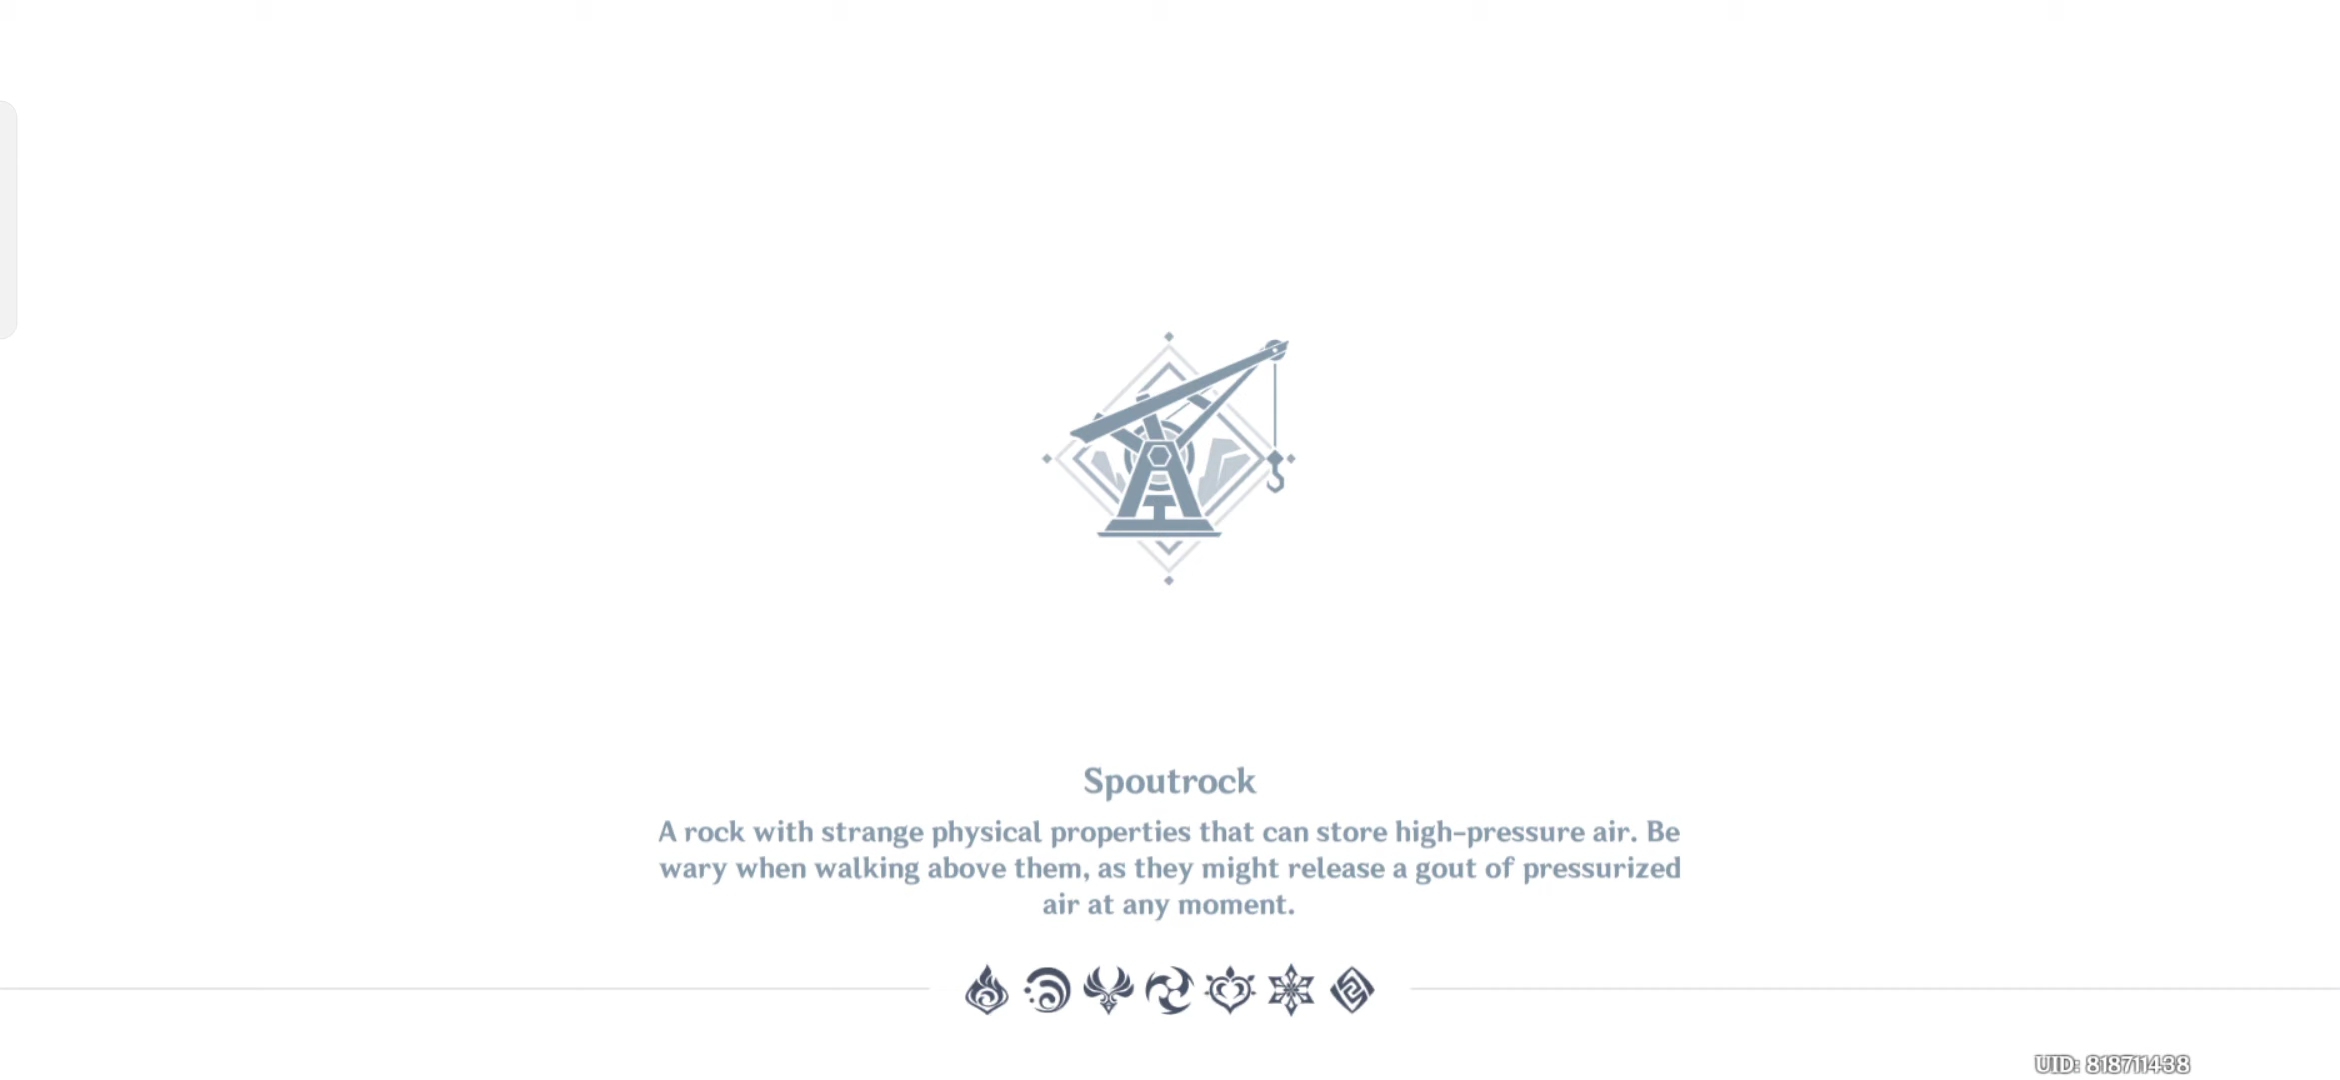 Spoutrock
A rock with strange physical properties that can store high-pressure air. Be
wary when walking above them, as they might release a gout of pressurized
air at any moment.
UID: 818711438